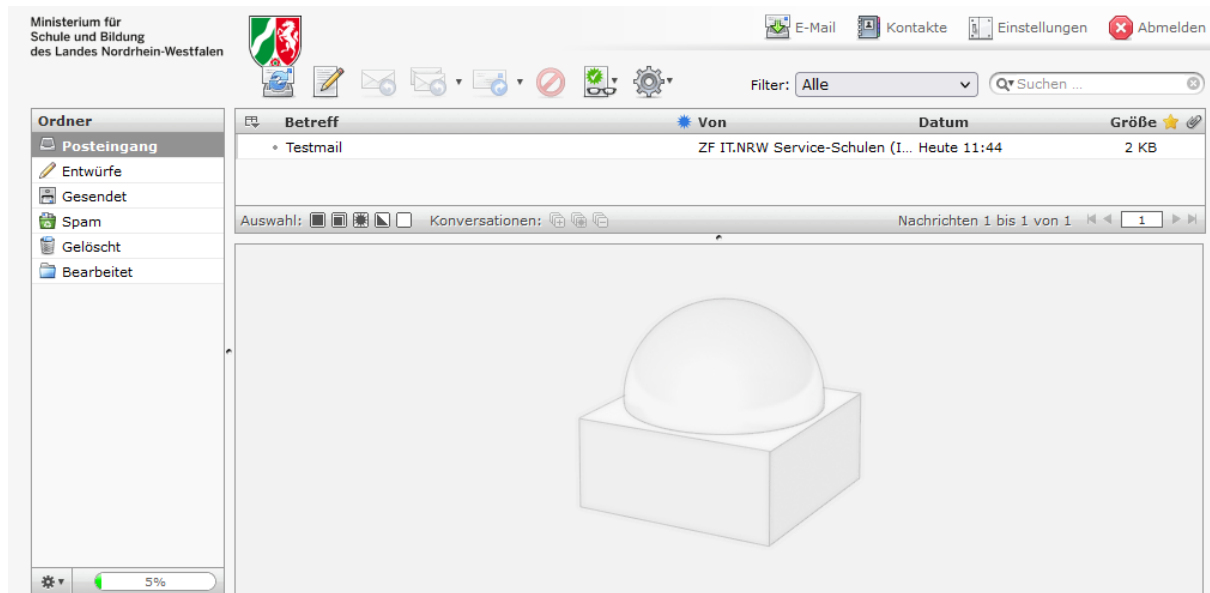 Ministerium für
Schule und Bildung
des Landes Nordrhein-Westfalen
E-Mail Kontakte Einstellungen Abmelden
Filter: Alle Suchen ...
Ordner
Posteingang
Entwürfe
Gesendet
Spam
Gelöscht
Bearbeitet
5%
Betreff Von Datum Größe
Testmail ZF IT.NRW Service-Schulen (I... Heute 11:44 2 KB
Auswahl: Konversationen: Nachrichten 1 bis 1 von 1 1